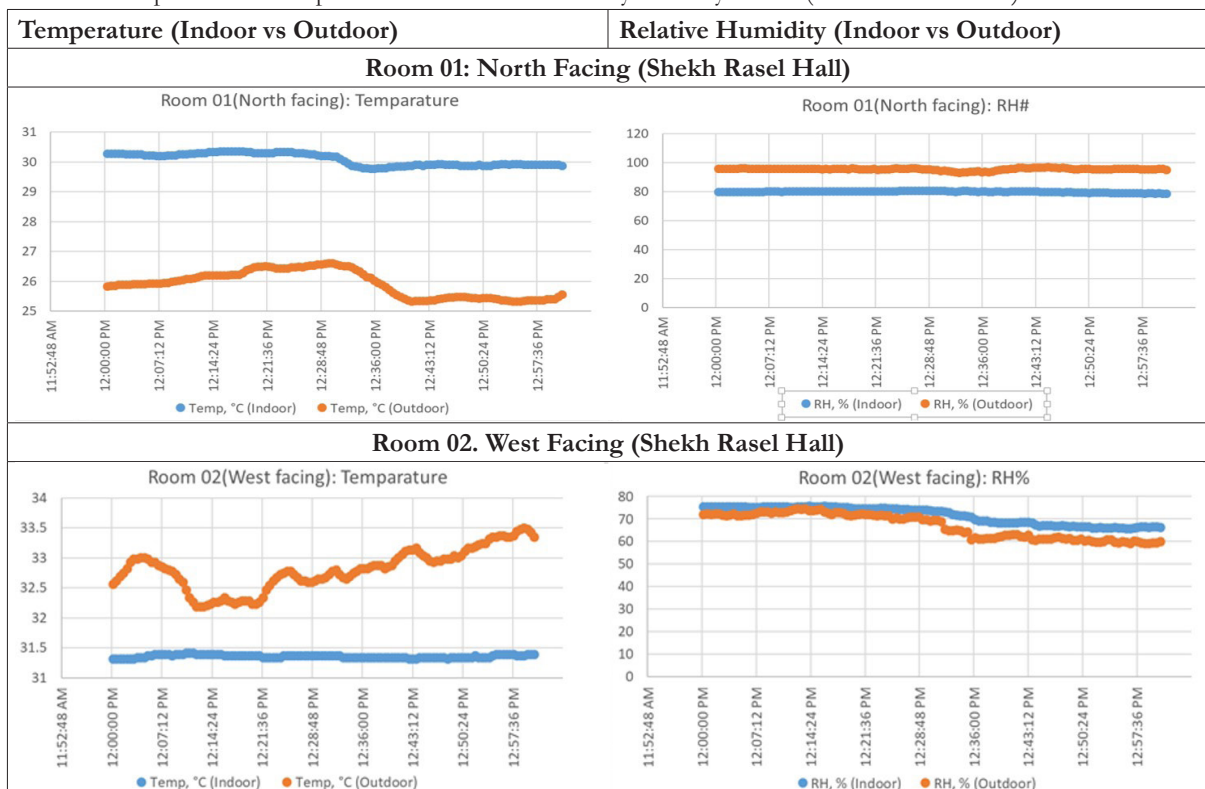 Temperature (Indoor vs Outdoor) Relative Humidity (Indoor vs Outdoor)
Room 01: North Facing (Shekh Rasel Hall)
Room 01(North facing): Temparature
31
30
29
28
27
26
25
11:52:48 AM
12:00:00 PM
12:07:12 PM
12:14:24 PM
12:21:36 PM
12:28:48 PM
12:36:00 PM
12:43:12 PM
12:50:24 PM
12:57:36 PM
Temp, °C (Indoor) Temp, °C (Outdoor)
Room 01(North facing): RH#
120
100
80
60
40
20
0
11:52:48 AM
12:00:00 PM
12:07:12 PM
12:14:24 PM
12:21:36 PM
12:28:48 PM
12:36:00 PM
12:43:12 PM
12:50:24 PM
12:57:36 PM
RH, % (Indoor) RH, % (Outdoor)
Room 02. West Facing (Shekh Rasel Hall)
Room 02(West facing): Temparature
34
33.5
33
32.5
32
31.5
31
11:52:48 AM
12:00:00 PM
12:07:12 PM
12:14:24 PM
12:21:36 PM
12:28:48 PM
12:36:00 PM
12:43:12 PM
12:50:24 PM
12:57:36 PM
Temp, °C (Indoor) Temp, °C (Outdoor)
Room 02(West facing): RH%
80
70
60
50
40
30
20
10
0
11:52:48 AM
12:00:00 PM
12:07:12 PM
12:14:24 PM
12:21:36 PM
12:28:48 PM
12:36:00 PM
12:43:12 PM
12:50:24 PM
12:57:36 PM
RH, % (Indoor) RH, % (Outdoor)